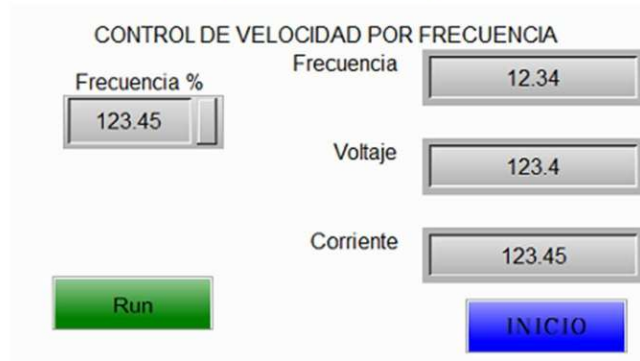 CONTROL DE VELOCIDAD POR FRECUENCIA
Frecuencia %
123.45
Frecuencia
12.34
Voltaje
123.4
Corriente
123.45
Run
INICIO